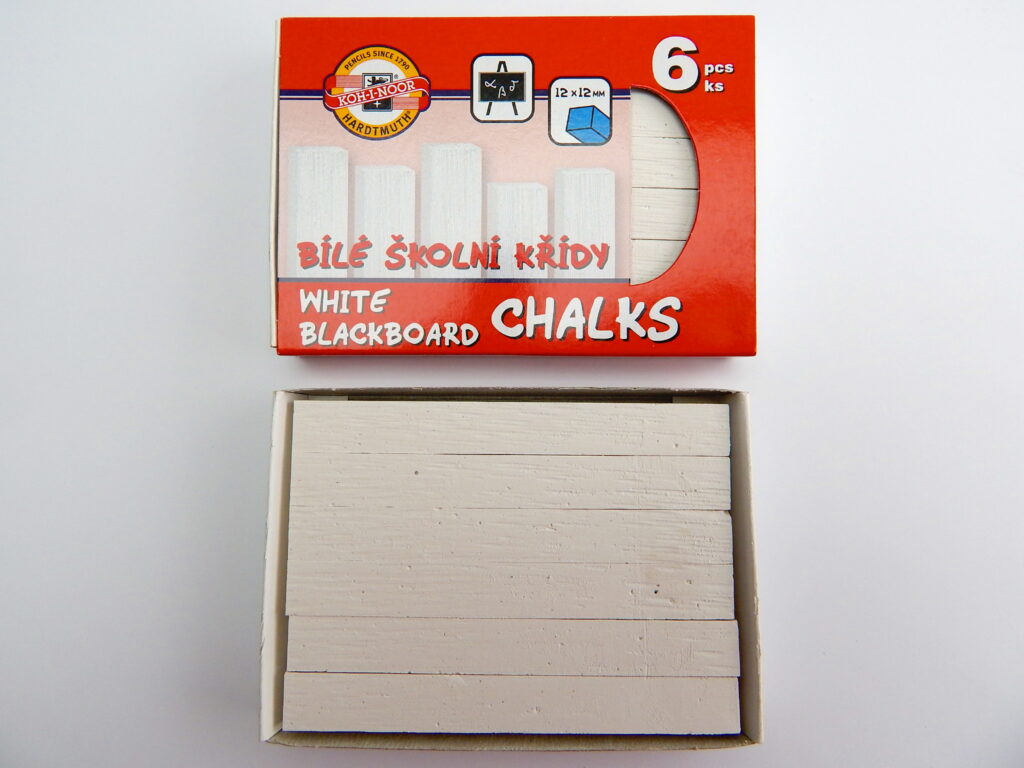 PENCILS SINCE 1790
KOH-I-NOOR
®
HARDTMUTH®
α β γ
12 x 12 MM
6 pcs
ks
BÍLÉ ŠKOLNÍ KŘÍDY
WHITE
BLACKBOARD CHALKS